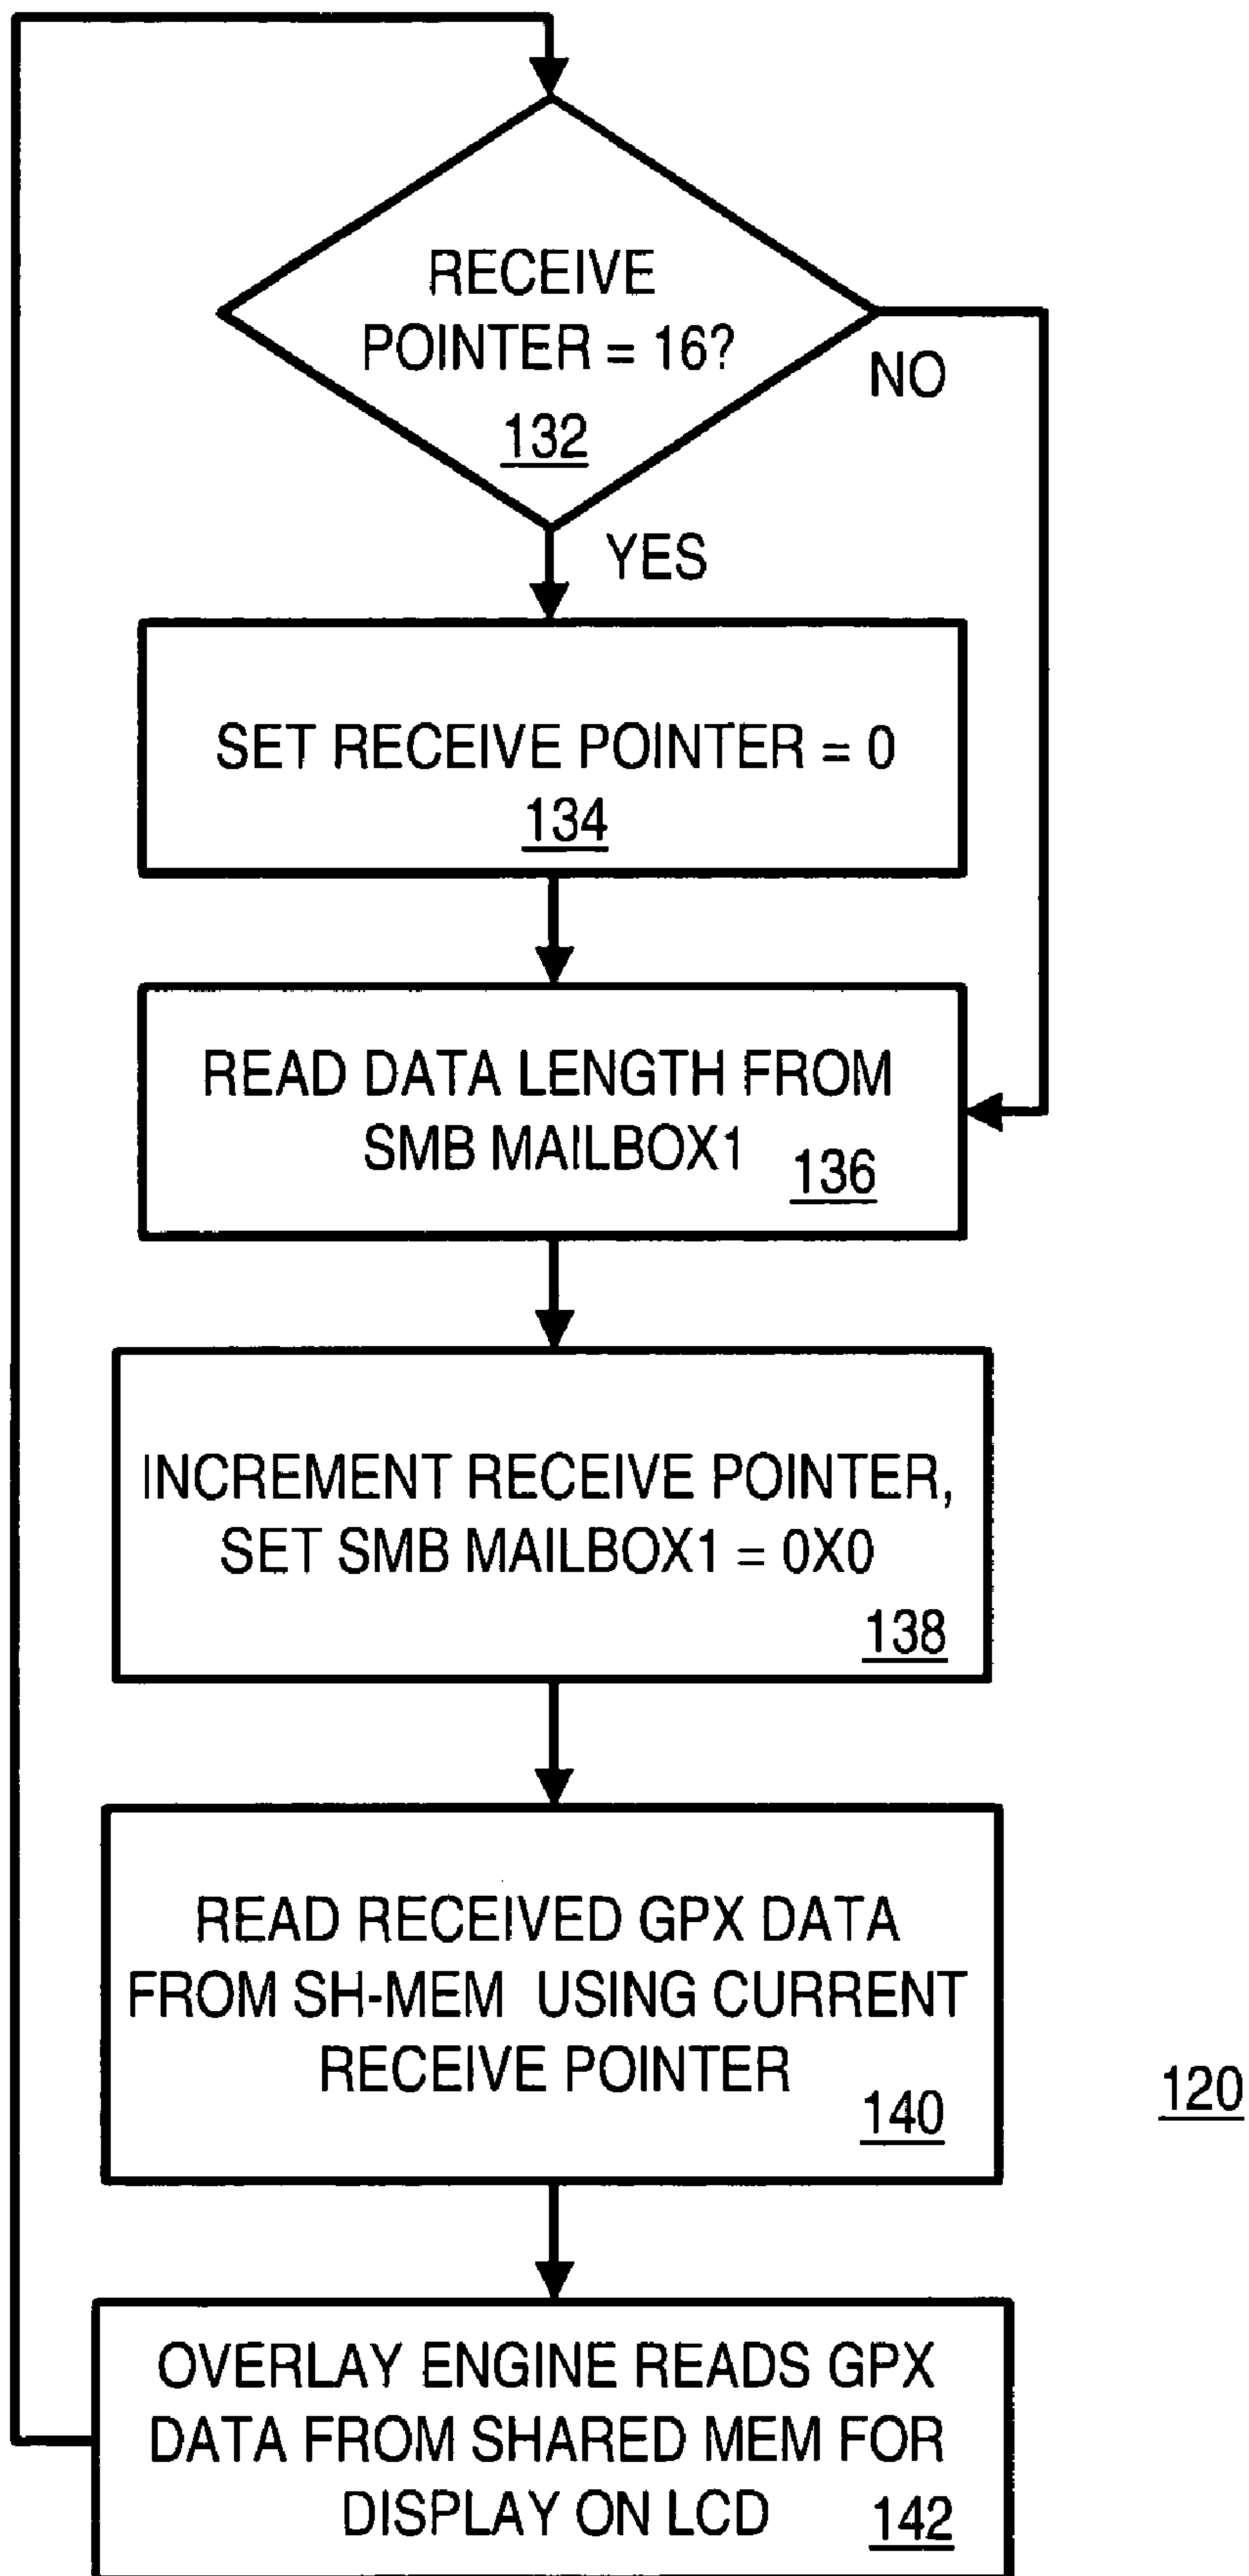 RECEIVE
POINTER = 16?
132
NO
YES
SET RECEIVE POINTER = 0
134
READ DATA LENGTH FROM
SMB MAILBOX1
136
INCREMENT RECEIVE POINTER,
SET SMB MAILBOX1 = 0X0
138
READ RECEIVED GPX DATA
FROM SH-MEM USING CURRENT
RECEIVE POINTER
140
120
OVERLAY ENGINE READS GPX
DATA FROM SHARED MEM FOR
DISPLAY ON LCD
142